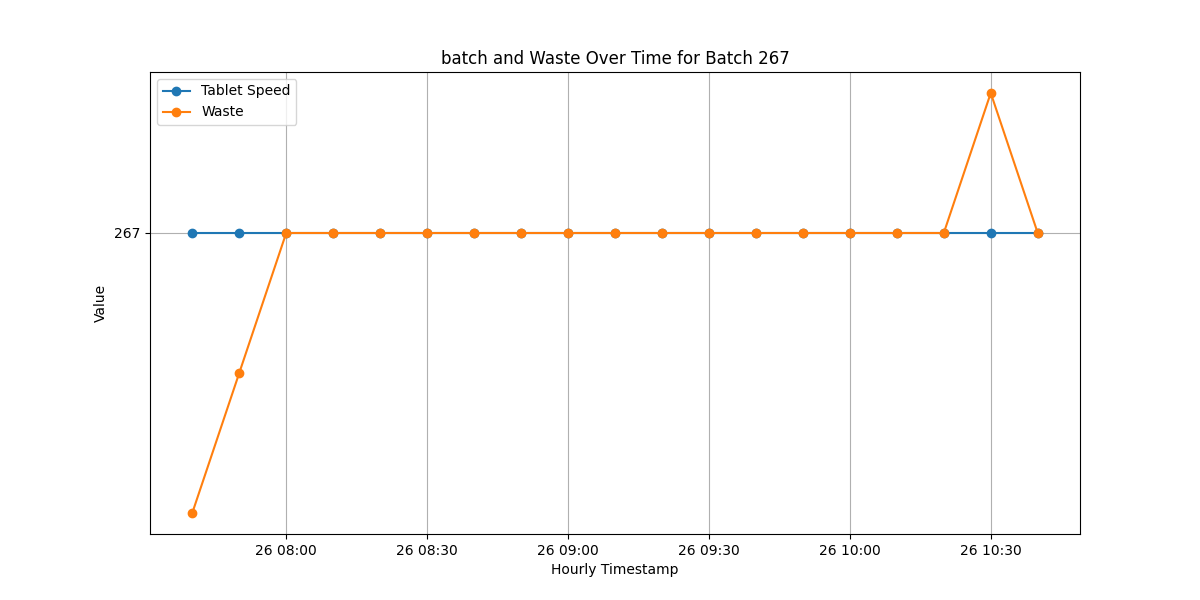 batch and Waste Over Time for Batch 267
Tablet Speed
Waste
267
Value
26 08:00
26 08:30
26 09:00
26 09:30
26 10:00
26 10:30
Hourly Timestamp